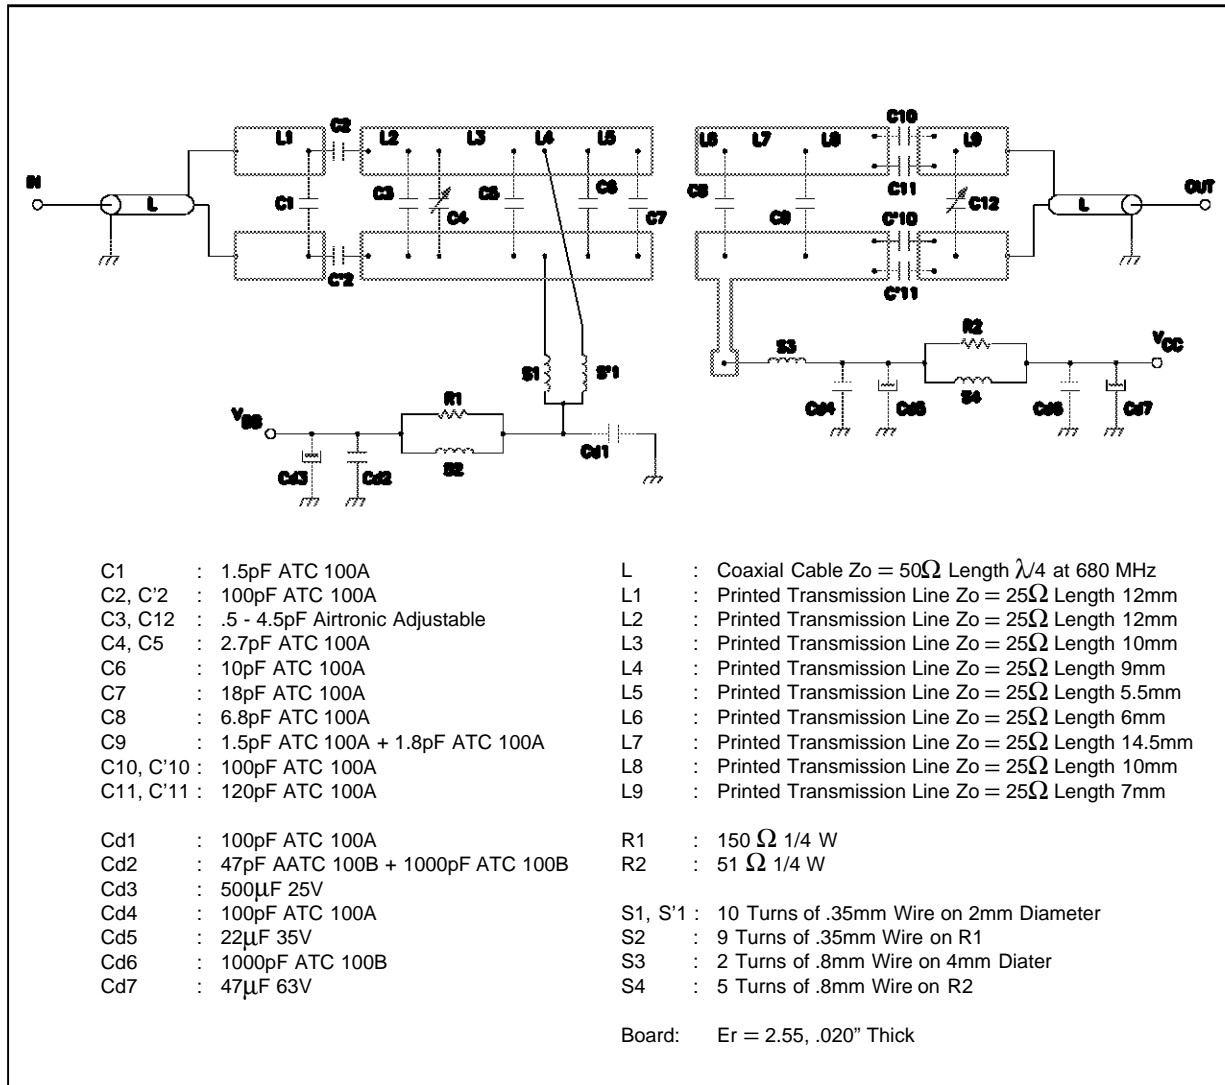 C10
L1 C2 L2 L3 L4 L5 L6 L7 L8 L9
C11
IN L C1 C3 C4 C5 C6 C7 C8 C9 C12 L OUT
C'10
C'2 C'11
S1 S'1 S3 R2 VCC
R1 S4
VBB Cd4 Cd5 Cd6 Cd7
S2 Cd1
Cd3 Cd2
C1 : 1.5pF ATC 100A
C2, C'2 : 100pF ATC 100A
C3, C12 : .5 - 4.5pF Airtronic Adjustable
C4, C5 : 2.7pF ATC 100A
C6 : 10pF ATC 100A
C7 : 18pF ATC 100A
C8 : 6.8pF ATC 100A
C9 : 1.5pF ATC 100A + 1.8pF ATC 100A
C10, C'10 : 100pF ATC 100A
C11, C'11 : 120pF ATC 100A
Cd1 : 100pF ATC 100A
Cd2 : 47pF AATC 100B + 1000pF ATC 100B
Cd3 : 500μF 25V
Cd4 : 100pF ATC 100A
Cd5 : 22μF 35V
Cd6 : 1000pF ATC 100B
Cd7 : 47μF 63V
L : Coaxial Cable Zo = 50Ω Length λ/4 at 680 MHz
L1 : Printed Transmission Line Zo = 25Ω Length 12mm
L2 : Printed Transmission Line Zo = 25Ω Length 12mm
L3 : Printed Transmission Line Zo = 25Ω Length 10mm
L4 : Printed Transmission Line Zo = 25Ω Length 9mm
L5 : Printed Transmission Line Zo = 25Ω Length 5.5mm
L6 : Printed Transmission Line Zo = 25Ω Length 6mm
L7 : Printed Transmission Line Zo = 25Ω Length 14.5mm
L8 : Printed Transmission Line Zo = 25Ω Length 10mm
L9 : Printed Transmission Line Zo = 25Ω Length 7mm
R1 : 150 Ω 1/4 W
R2 : 51 Ω 1/4 W
S1, S'1 : 10 Turns of .35mm Wire on 2mm Diameter
S2 : 9 Turns of .35mm Wire on R1
S3 : 2 Turns of .8mm Wire on 4mm Diater
S4 : 5 Turns of .8mm Wire on R2
Board: Er = 2.55, .020” Thick